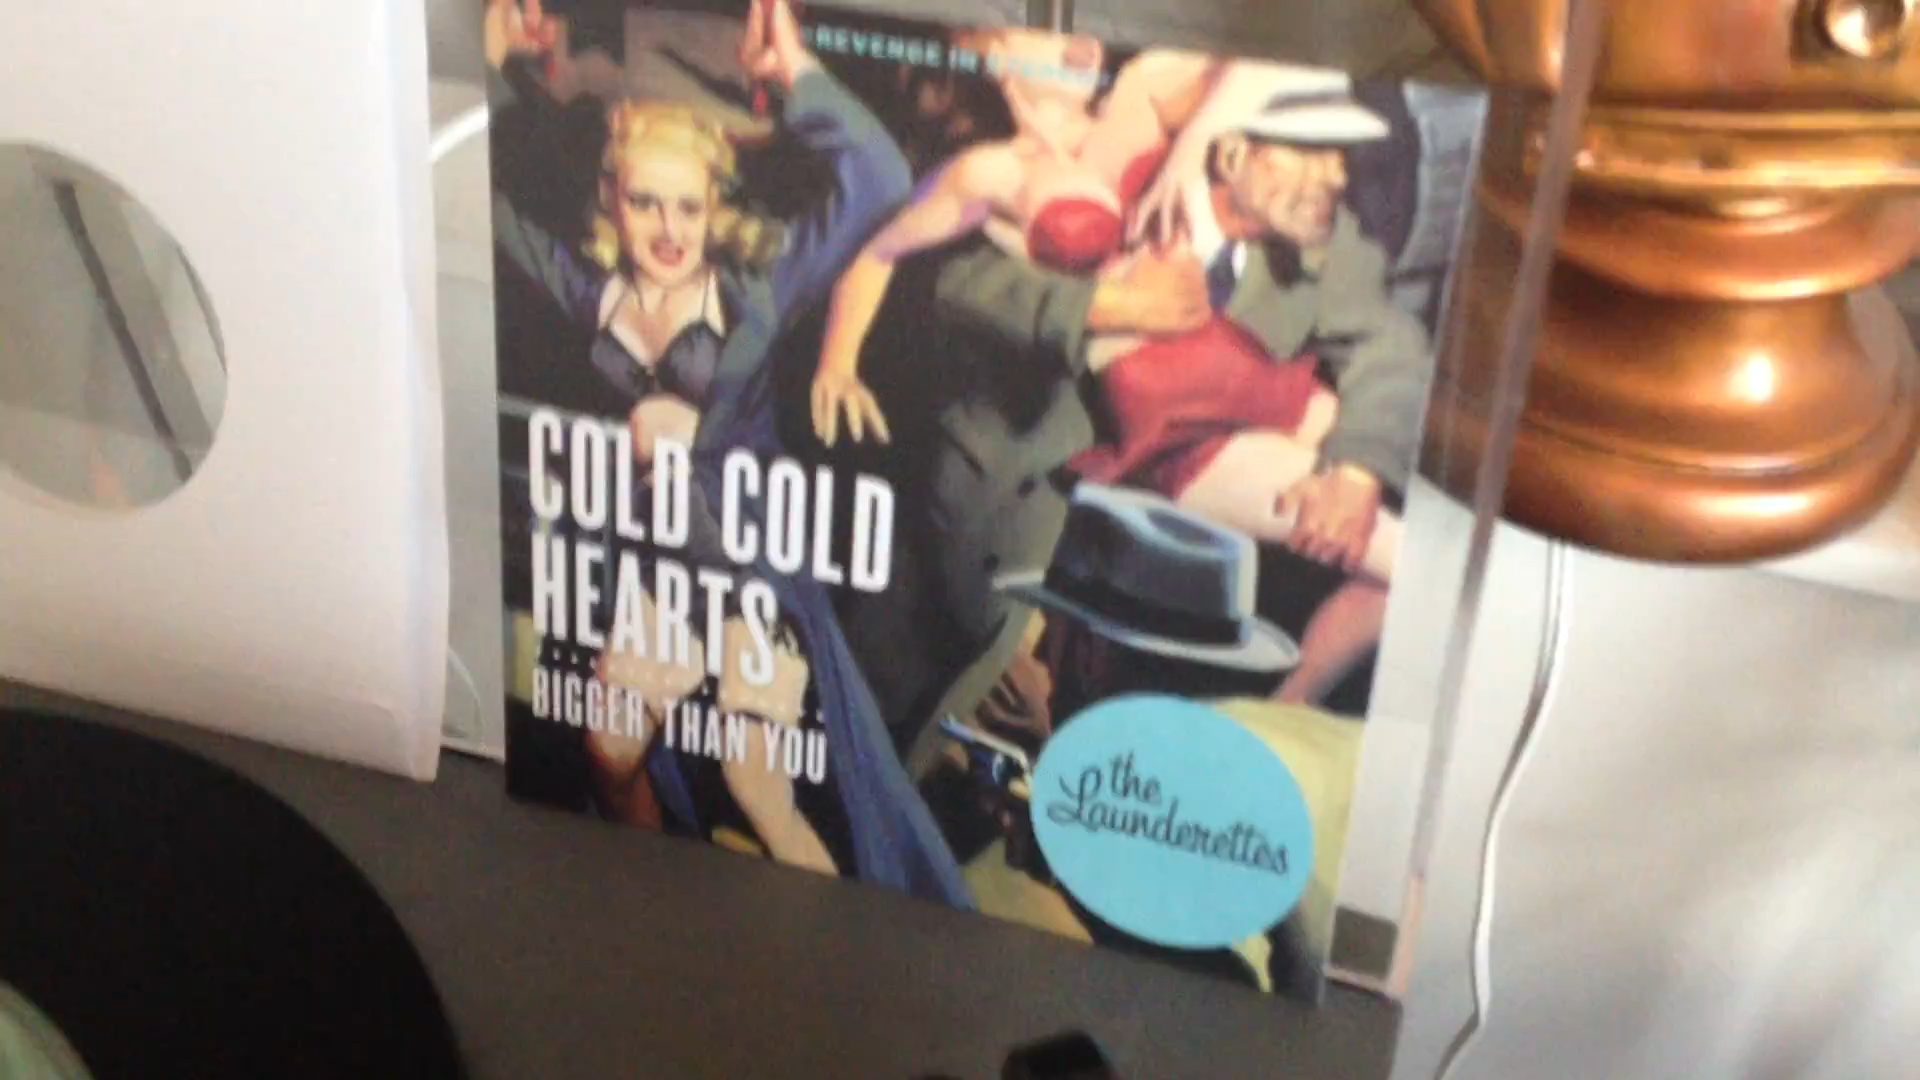 REVENGE IN
COLD COLD
HEARTS
BIGGER THAN YOU
the
Launderettes